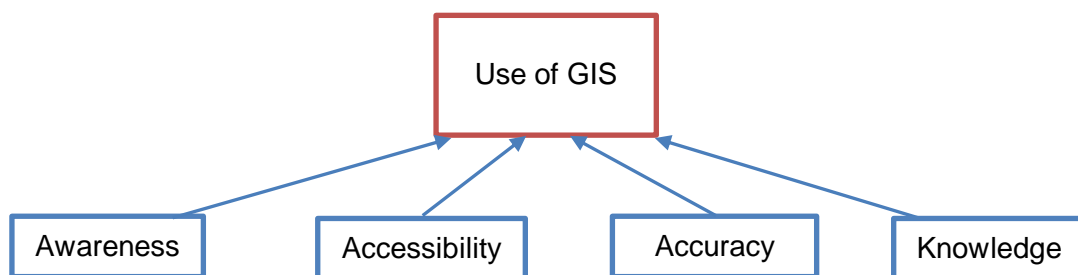 Use of GIS
Awareness
Accessibility
Accuracy
Knowledge